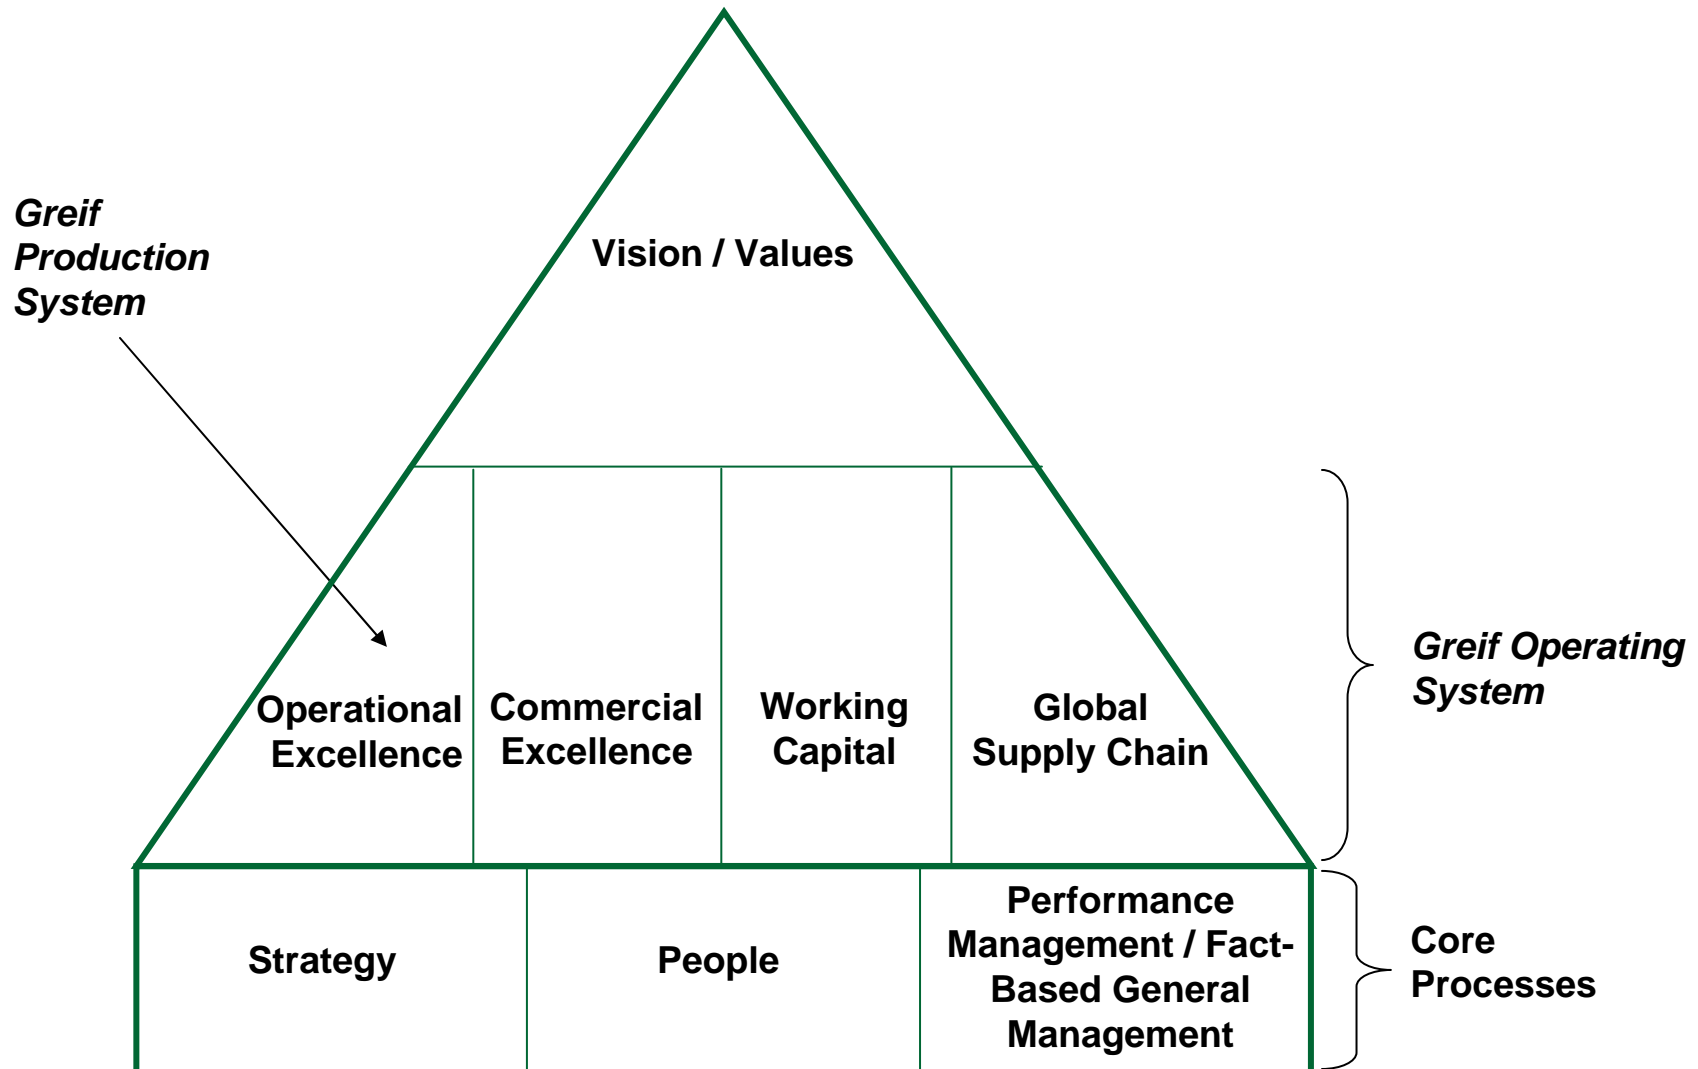 Greif
Production
System
Vision / Values
Operational
Excellence
Commercial
Excellence
Working
Capital
Global
Supply Chain
Greif Operating
System
Strategy
People
Performance
Management / Fact-
Based General
Management
Core
Processes